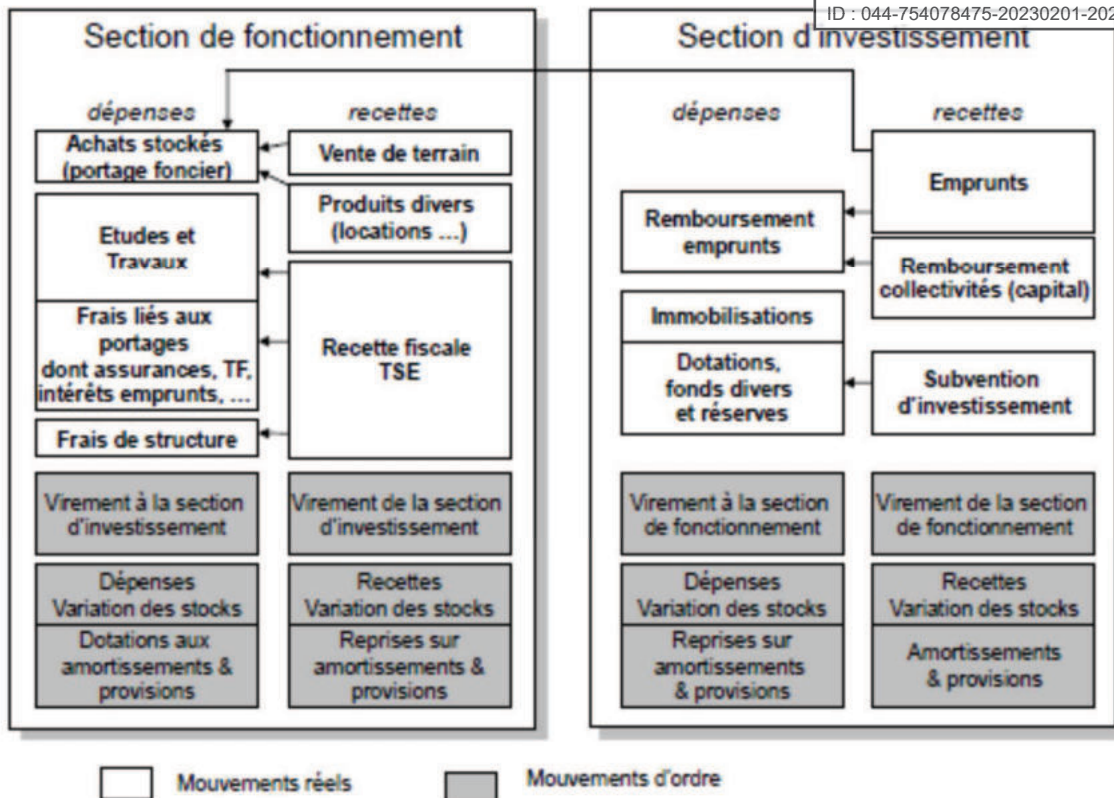 ID : 044-754078475-20230201-202
Section de fonctionnement
dépenses
recettes
Achats stockés
(portage foncier)
Vente de terrain
Produits divers
(locations ...)
Etudes et
Travaux
Frais liés aux
portages
dont assurances, TF,
intérêts emprunts, ...
Recette fiscale
TSE
Frais de structure
Virement à la section
d'investissement
Virement de la section
d'investissement
Dépenses
Variation des stocks
Recettes
Variation des stocks
Dotations aux
amortissements &
provisions
Reprises sur
amortissements &
provisions
Section d'investissement
dépenses
recettes
Emprunts
Remboursement
emprunts
Remboursement
collectivités (capital)
Immobilisations
Dotations,
fonds divers
et réserves
Subvention
d'investissement
Virement à la section
de fonctionnement
Virement de la section
de fonctionnement
Dépenses
Variation des stocks
Recettes
Variation des stocks
Reprises sur
amortissements
& provisions
Amortissements
& provisions
Mouvements réels
Mouvements d'ordre